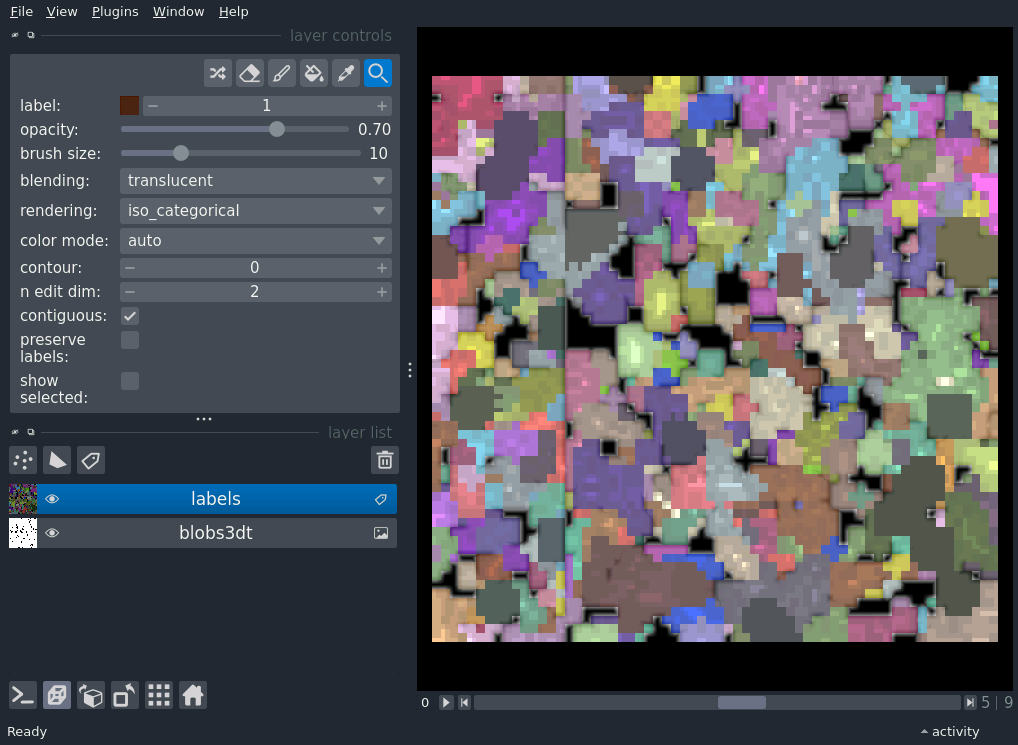 File View Plugins Window Help
layer controls
label: 1
opacity: 0.70
brush size: 10
blending: translucent
rendering: iso_categorical
color mode: auto
contour: 0
n edit dim: 2
contiguous:
preserve
labels:
show
selected:
layer list
labels
blobs3dt
0 5 | 9
Ready activity